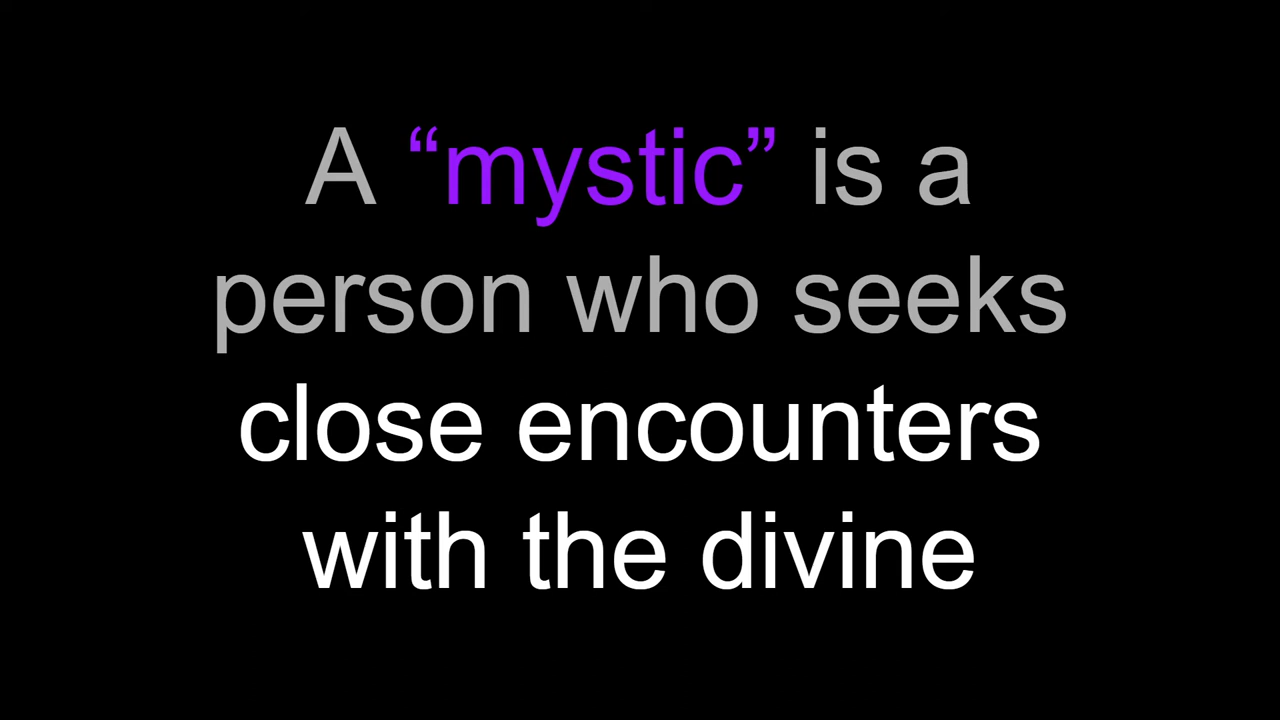 A “mystic” is a
person who seeks
close encounters
with the divine